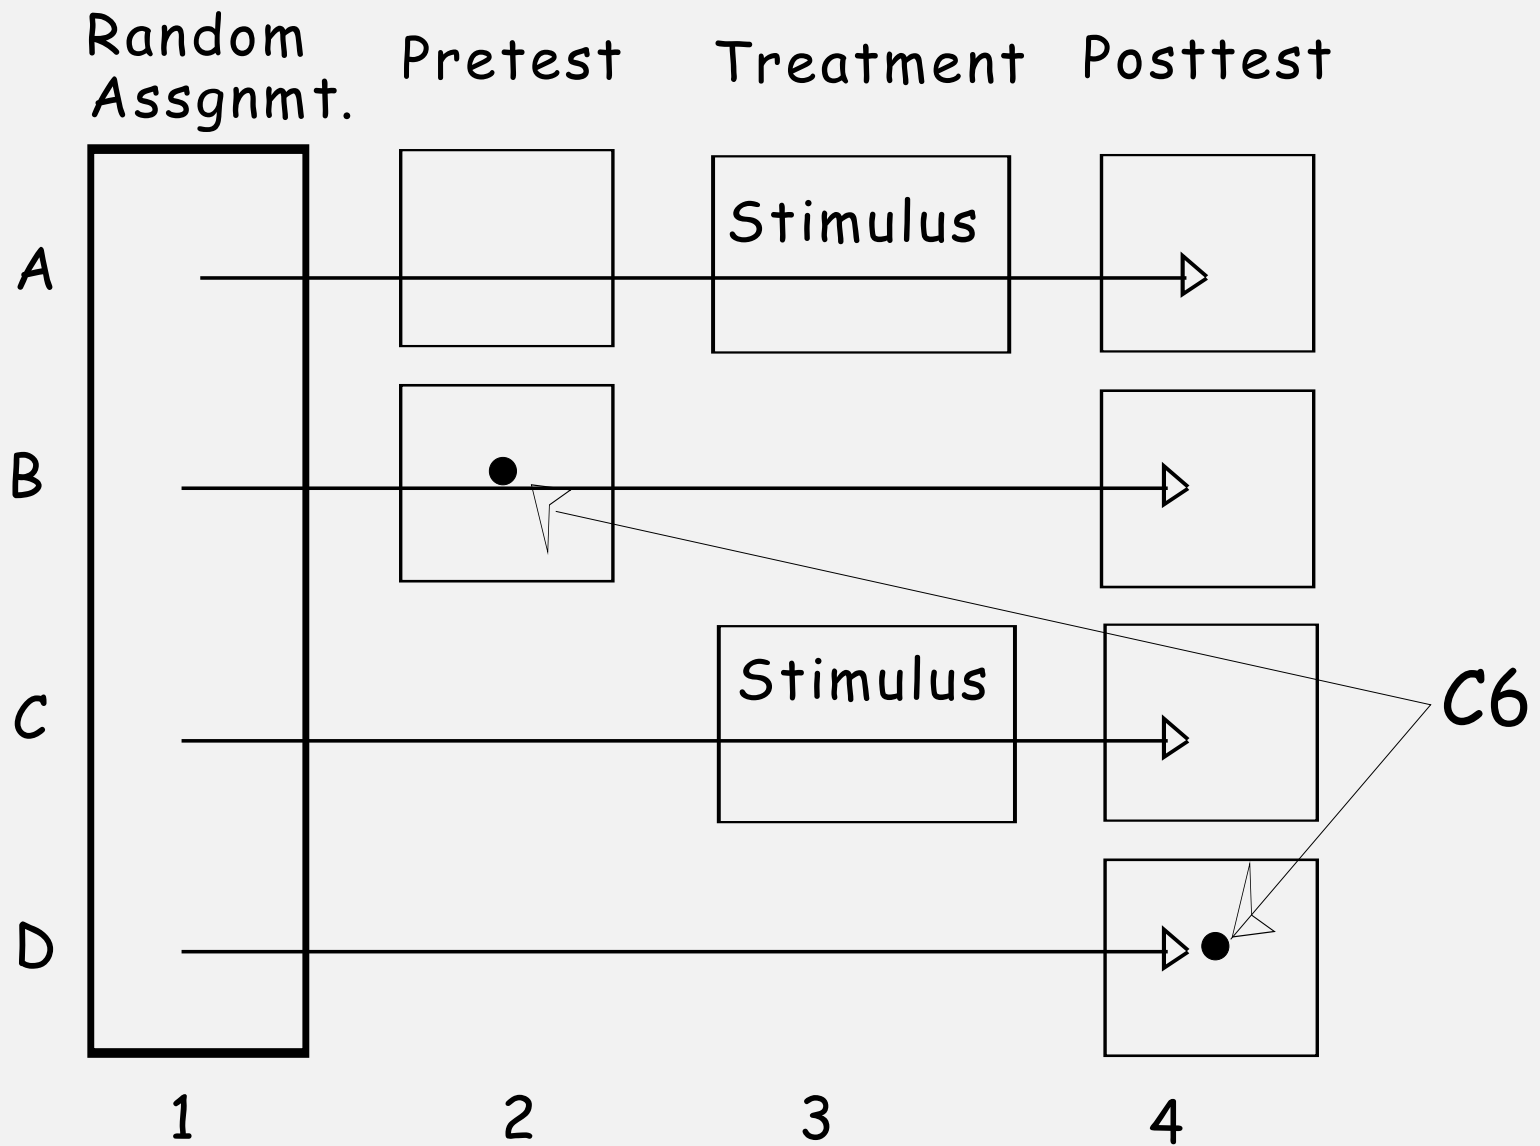 Random
Assgnmt.
Pretest
Treatment
Posttest
A
Stimulus
B
C
Stimulus
C6
D
1
2
3
4